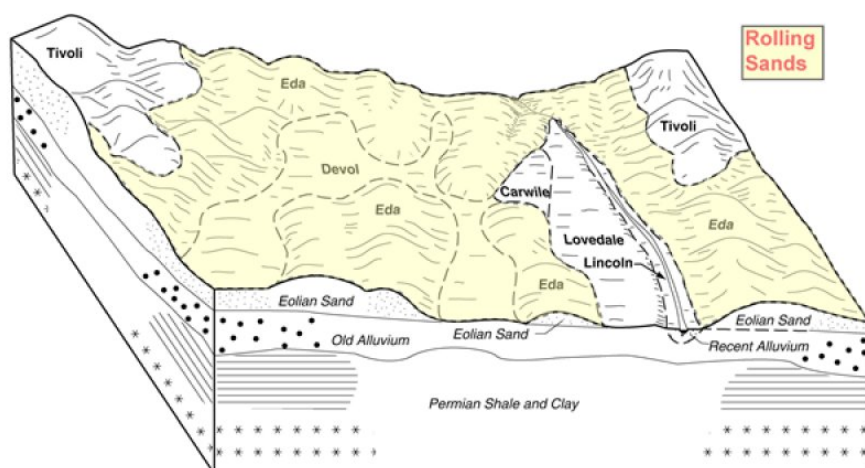 Rolling
Sands
Tivoli
Eda
Tivoli
Devol
Carwile
Eda
Eda
Lovedale
Lincoln
Eda
Eolian Sand
Eolian Sand
Eolian Sand
Old Alluvium
Recent Alluvium
Permian Shale and Clay